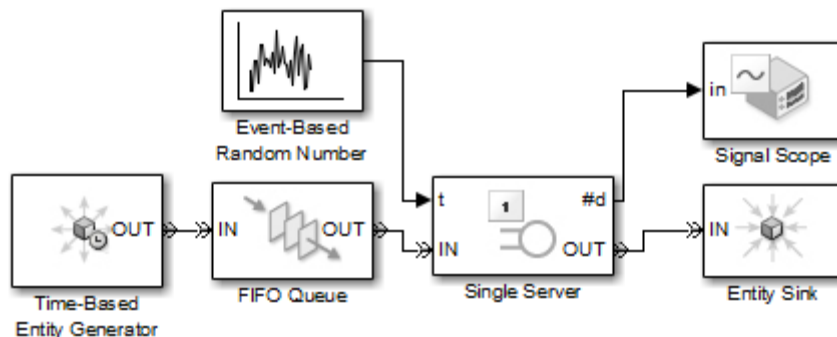 in
Event-Based
Random Number
Signal Scope
t
1
#d
OUT
IN
OUT
IN
OUT
IN
Time-Based
Entity Generator
FIFO Queue
Single Server
Entity Sink